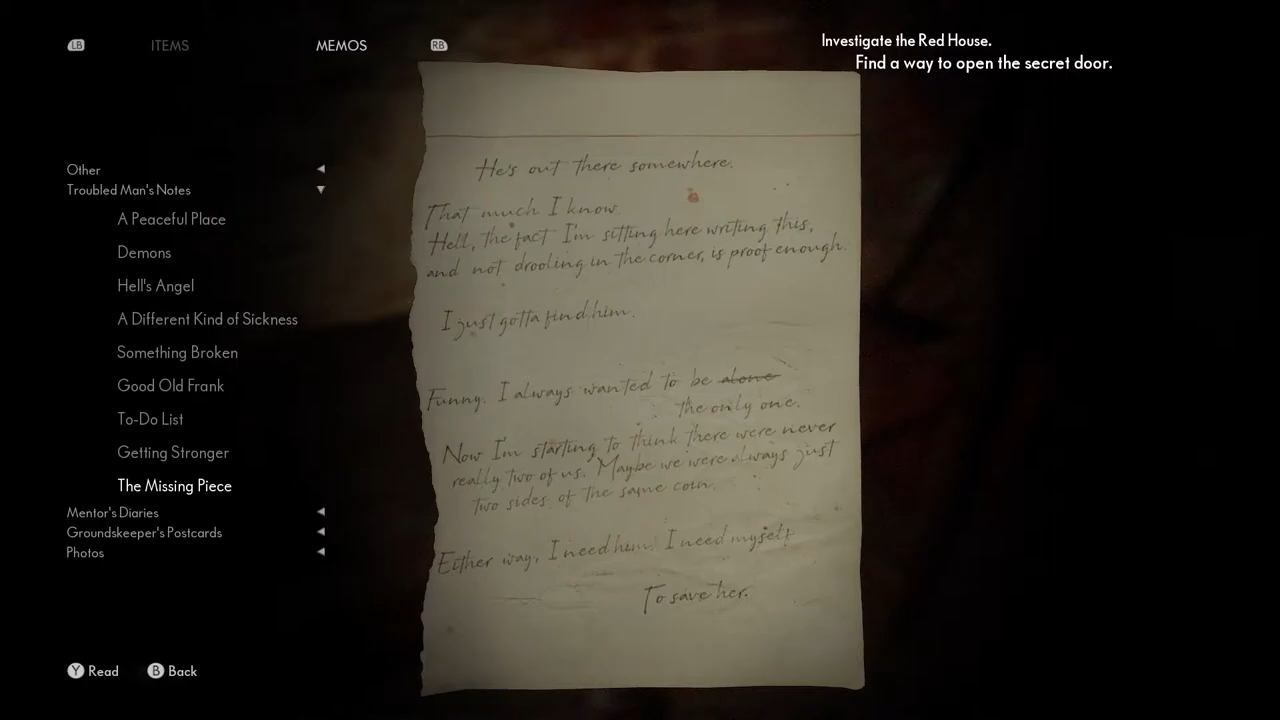 LB
ITEMS
MEMOS
RB
Investigate the Red House.
Find a way to open the secret door.
Other
Troubled Man's Notes
A Peaceful Place
Demons
Hell's Angel
A Different Kind of Sickness
Something Broken
Good Old Frank
To-Do List
Getting Stronger
The Missing Piece
Mentor's Diaries
Groundskeeper's Postcards
Photos
Y Read
B Back
He's out there somewhere.
That much I know.
Hell, the fact I'm sitting here writing this,
and not drooling in the corner, is proof enough.
I just gotta find him.
Funny. I always wanted to be alone
the only one.
Now I'm starting to think there were never
really two of us. Maybe we were always just
two sides of the same coin.
Either way, I need him. I need myself
To save her.